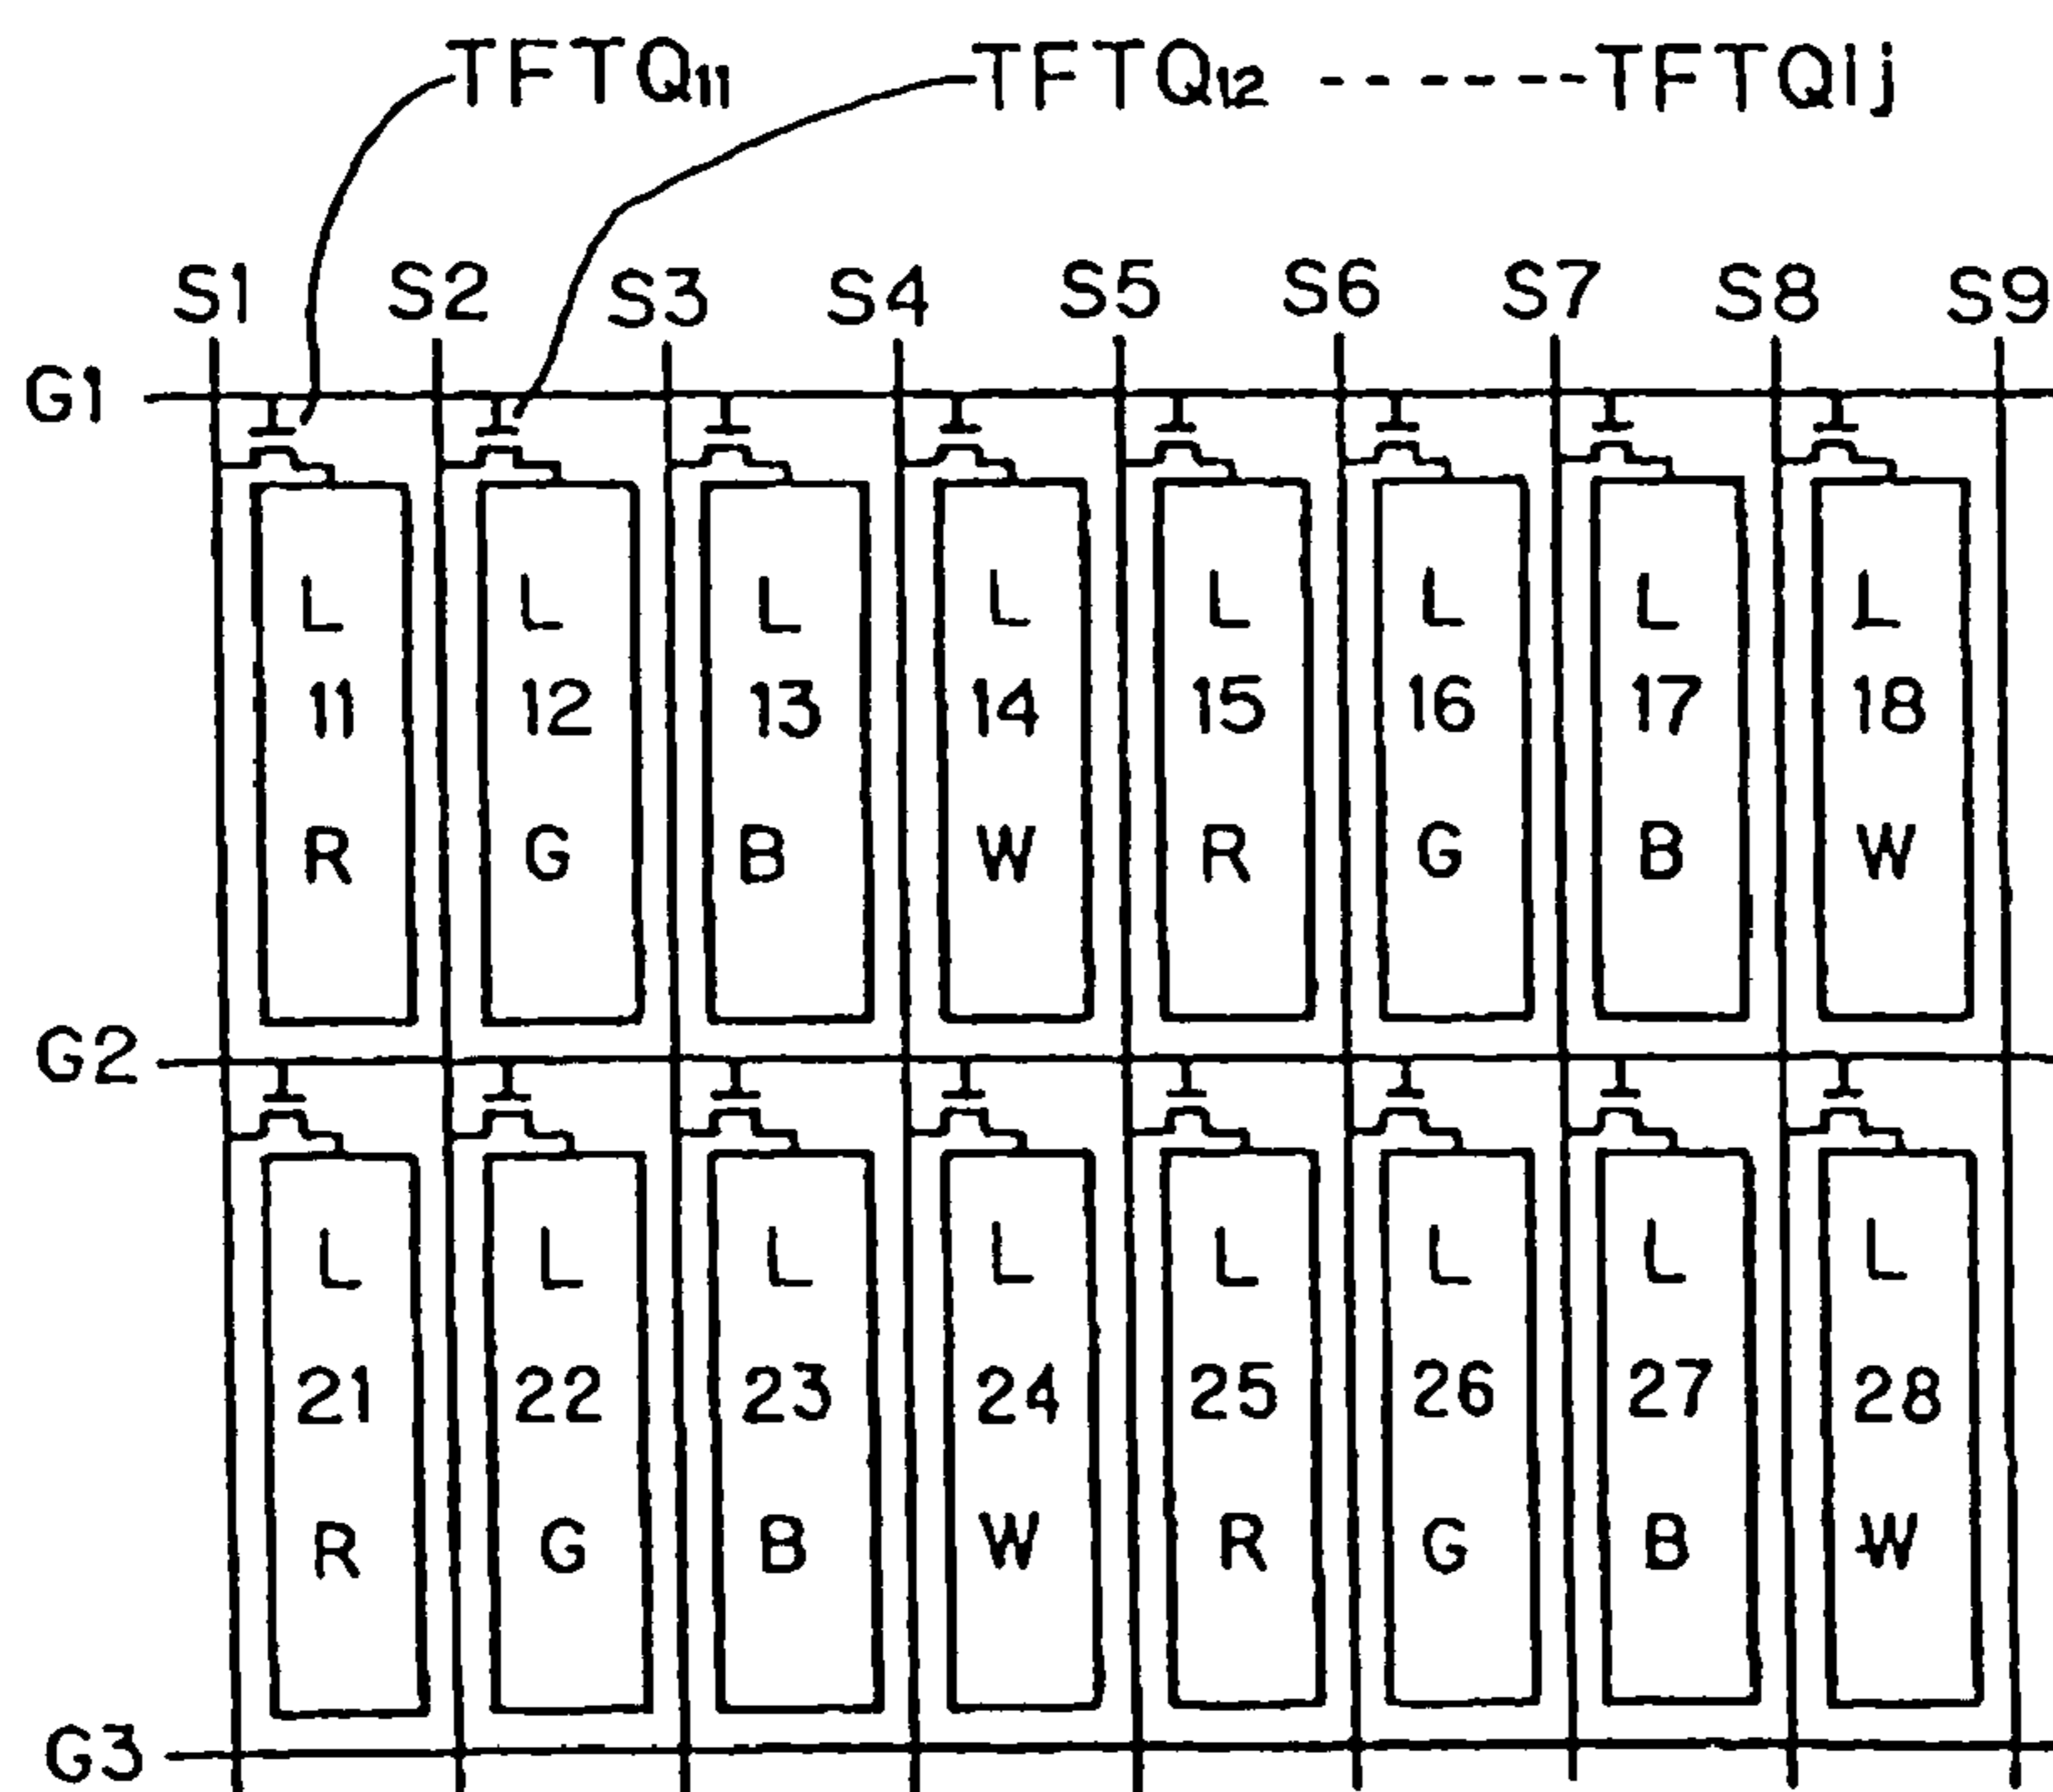 TFTQ11 TFTQ12 ------TFTQij
S1 S2 S3 S4 S5 S6 S7 S8 S9
G1
L L L L L L L L
11 12 13 14 15 16 17 18
R G B W R G B W
G2
L L L L L L L L
21 22 23 24 25 26 27 28
R G B W R G B W
G3